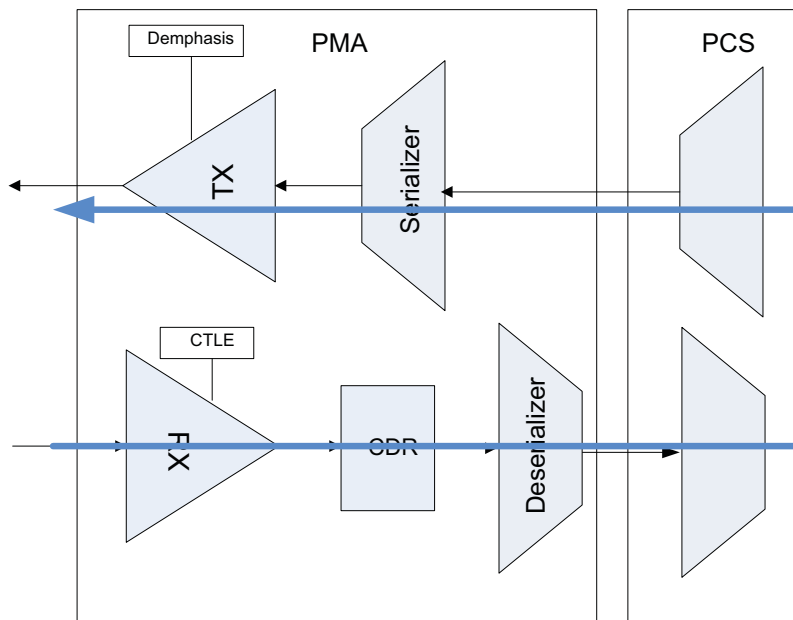 Demphasis
PMA
PCS
TX
Serializer
CTLE
RX
CDR
Deserializer